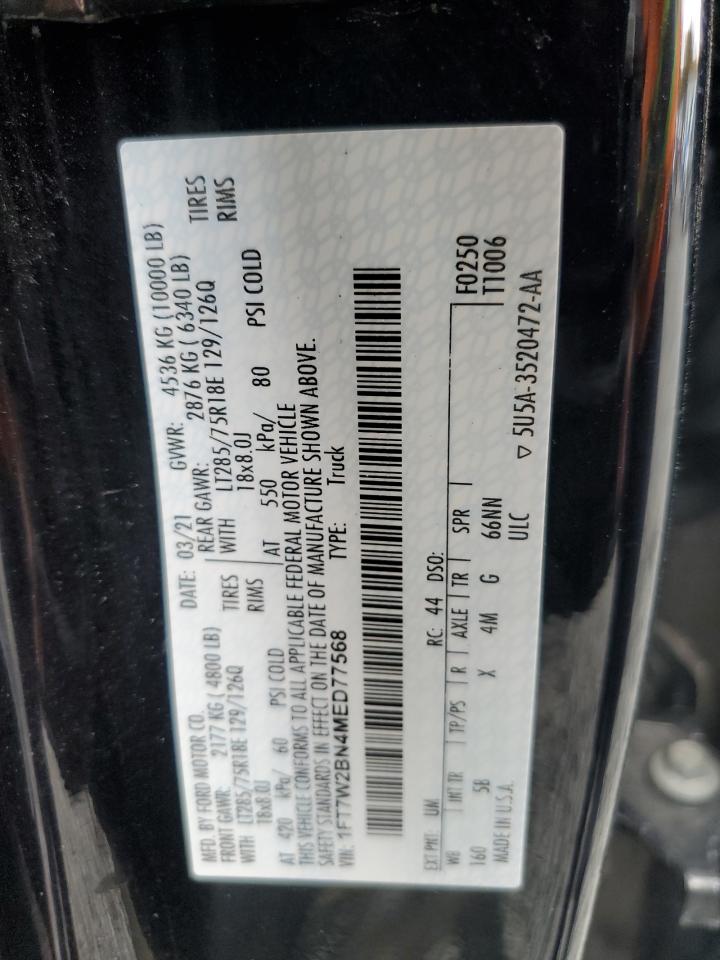 MFD. BY FORD MOTOR CO. DATE: 03/21 GVWR: 4536 KG (10000 LB)
FRONT GAWR: 2177 KG ( 4800 LB) REAR GAWR: 2876 KG ( 6340 LB)
WITH LT285/75R18E 129/126Q TIRES WITH LT285/75R18E 129/126Q TIRES
18x8.0J RIMS 18x8.0J RIMS
AT 420 kPa/ 60 PSI COLD AT 550 kPa/ 80 PSI COLD
THIS VEHICLE CONFORMS TO ALL APPLICABLE FEDERAL MOTOR VEHICLE
SAFETY STANDARDS IN EFFECT ON THE DATE OF MANUFACTURE SHOWN ABOVE.
VIN: 1FT7W2BN4MED77568 TYPE: Truck
EXT PNT: UM RC: 44 DSO:
WB INT TR TP/PS R AXLE TR SPR F0250
160 5B X 4M G 66NN T1006
MADE IN U.S.A. ULC ▽ 5U5A-3520472-AA